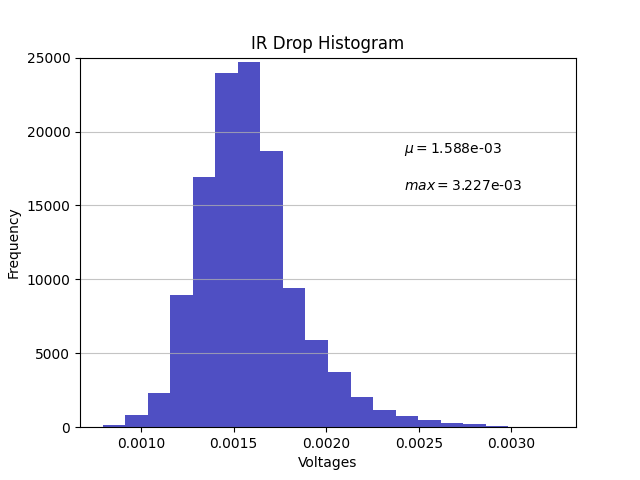 IR Drop Histogram
25000
20000
15000
10000
5000
0
Frequency
μ = 1.588e-03
max = 3.227e-03
0.0010 0.0015 0.0020 0.0025 0.0030
Voltages